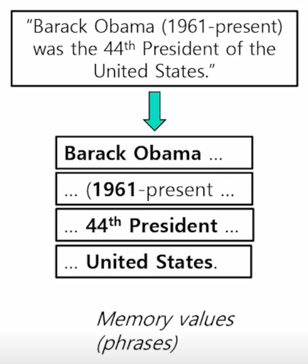 "Barack Obama (1961-present)
was the 44th President of the
United States."
Barack Obama ...
... (1961-present ...
... 44th President ...
... United States.
Memory values
(phrases)